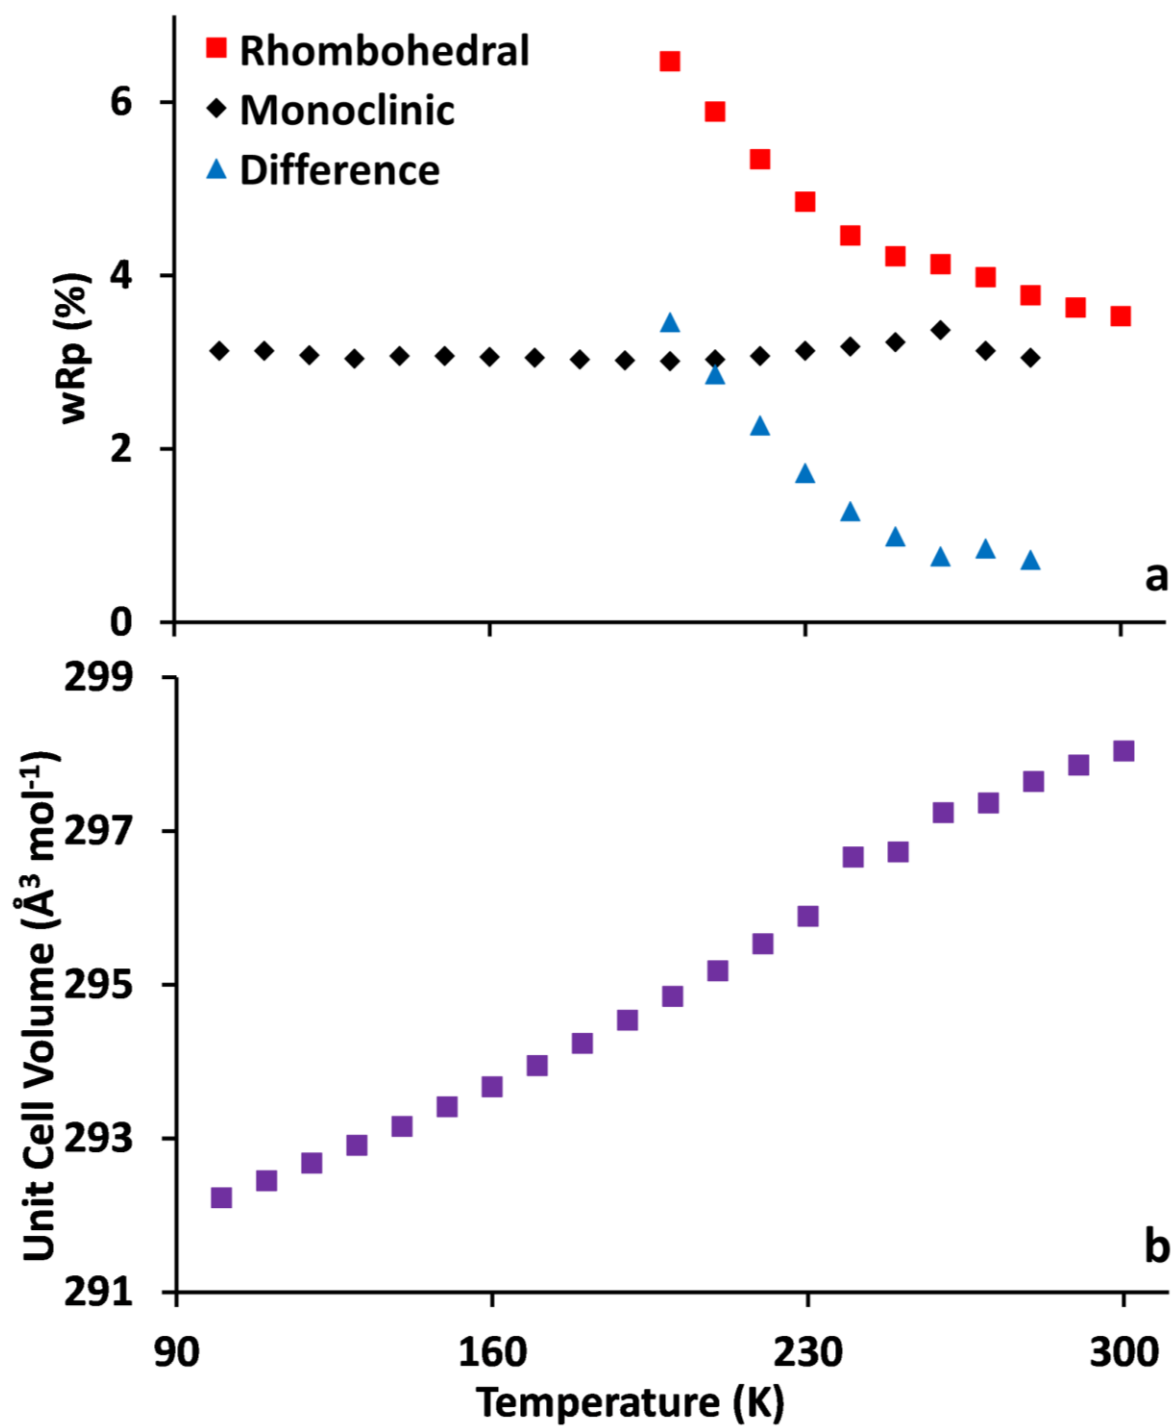 Rhombohedral
Monoclinic
Difference
6
4
2
0
wRp (%)
a
299
297
295
293
291
Unit Cell Volume (Å³ mol⁻¹)
b
90 160 230 300
Temperature (K)